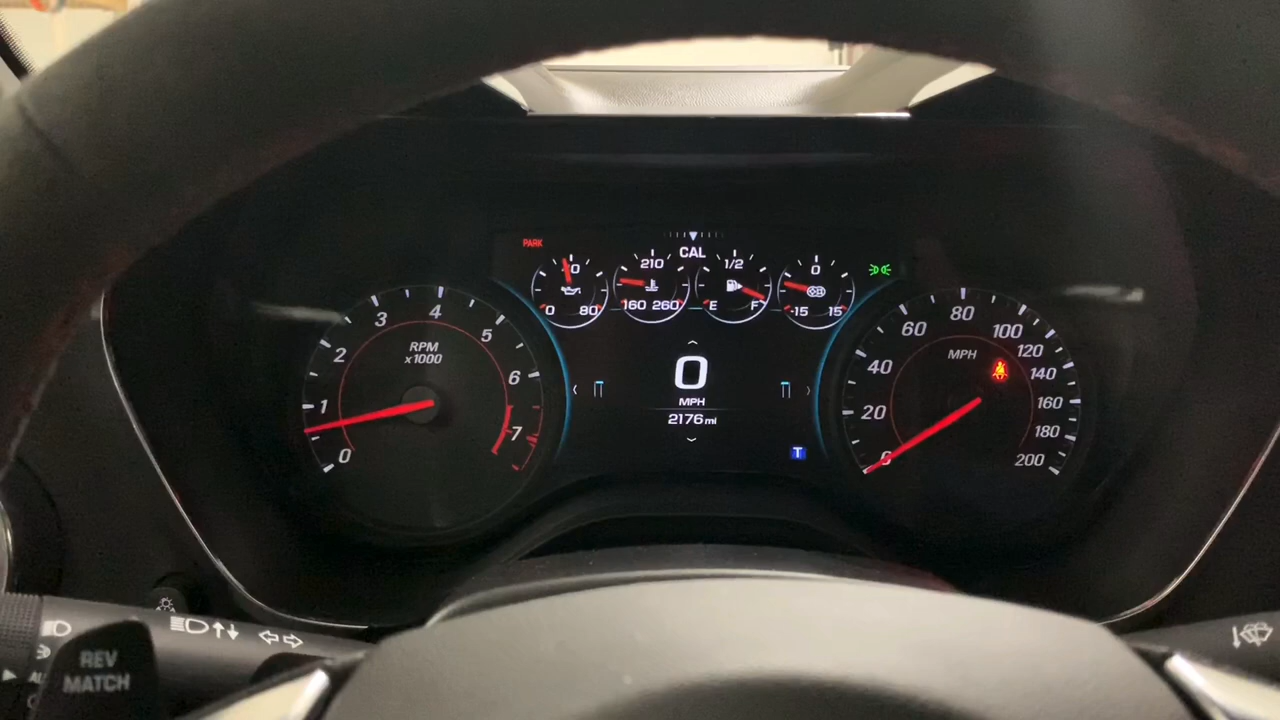 PARK
CAL
0 80
210
160 260
1/2
E F
0
-15 15
RPM
x1000
0 1 2 3 4 5 6 7
0
MPH
2176 mi
T
MPH
0 20 40 60 80 100 120 140 160 180 200
REV
MATCH